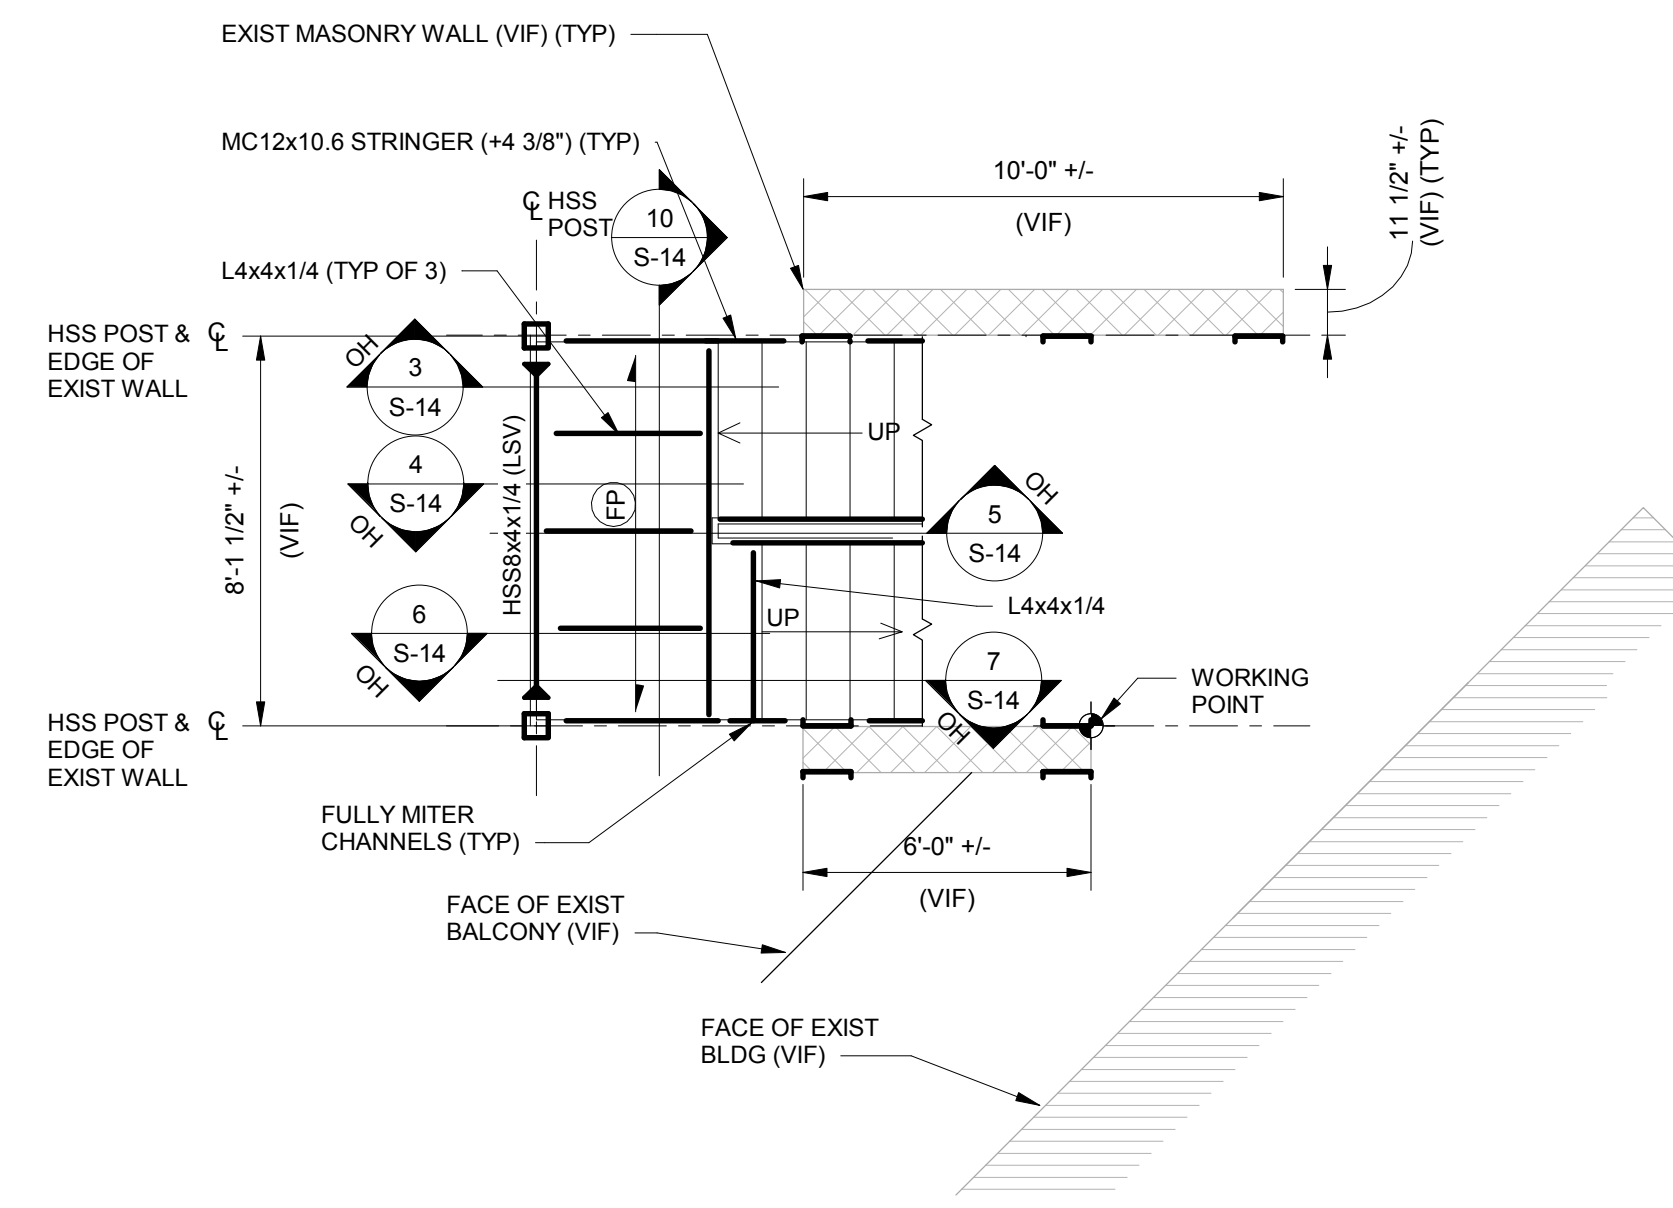 EXIST MASONRY WALL (VIF) (TYP)
MC12x10.6 STRINGER (+4 3/8") (TYP)
10'-0" +/-
(VIF)
11 1/2" +/-
(VIF) (TYP)
℄ HSS
POST
10
S-14
L4x4x1/4 (TYP OF 3)
HSS POST & ℄
EDGE OF
EXIST WALL
OH
3
S-14
4
S-14
OH
8'-1 1/2" +/-
(VIF)
HSS8x4x1/4 (LSV)
FP
UP
OH
5
S-14
L4x4x1/4
UP
6
S-14
OH
7
S-14
OH
WORKING
POINT
HSS POST & ℄
EDGE OF
EXIST WALL
FULLY MITER
CHANNELS (TYP)
6'-0" +/-
(VIF)
FACE OF EXIST
BALCONY (VIF)
FACE OF EXIST
BLDG (VIF)